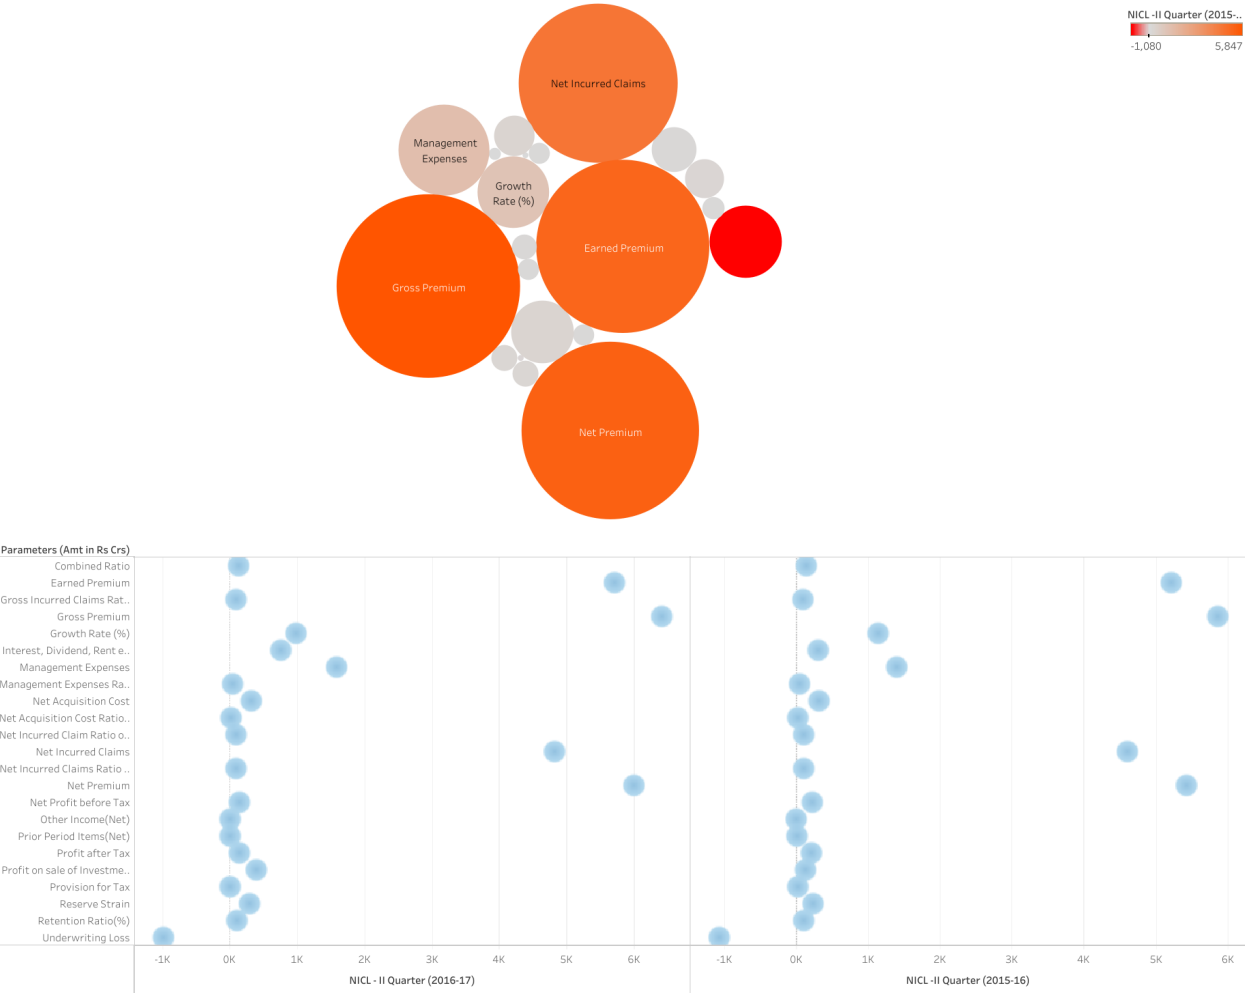 NICL -II Quarter (2015-..
-1,080 5,847
Net Incurred Claims
Management
Expenses
Growth
Rate (%)
Earned Premium
Gross Premium
Net Premium
Parameters (Amt in Rs Crs)
Combined Ratio
Earned Premium
Gross Incurred Claims Rat..
Gross Premium
Growth Rate (%)
Interest, Dividend, Rent e..
Management Expenses
Management Expenses Ra..
Net Acquisition Cost
Net Acquisition Cost Ratio..
Net Incurred Claim Ratio o..
Net Incurred Claims
Net Incurred Claims Ratio ..
Net Premium
Net Profit before Tax
Other Income(Net)
Prior Period Items(Net)
Profit after Tax
Profit on sale of Investme..
Provision for Tax
Reserve Strain
Retention Ratio(%)
Underwriting Loss
-1K 0K 1K 2K 3K 4K 5K 6K -1K 0K 1K 2K 3K 4K 5K 6K
NICL - II Quarter (2016-17) NICL -II Quarter (2015-16)